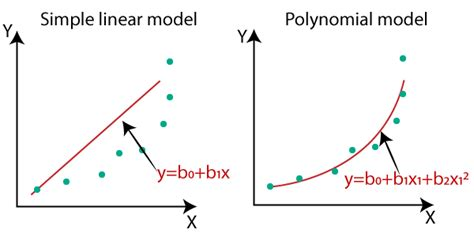 Simple linear model
Y
y=b₀+b₁x
X
Polynomial model
Y
y=b₀+b₁x₁+b₂x₁²
X